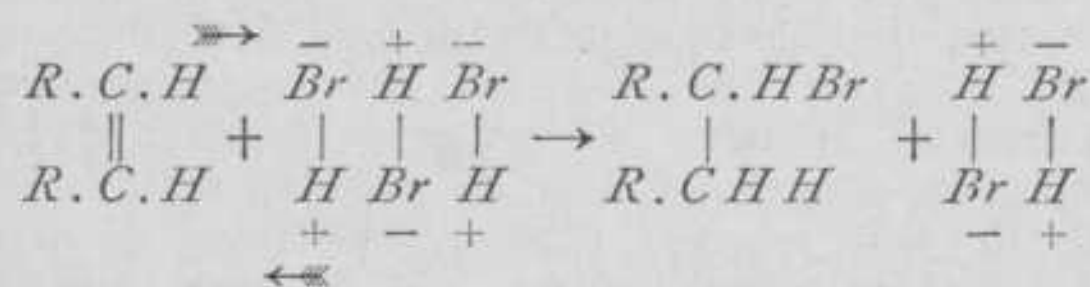 − + −
R.C.H Br H Br R.C.HBr + −
|| + | | | → | + H Br
R.C.H H Br H R.CHH | |
+ − + Br H
− +